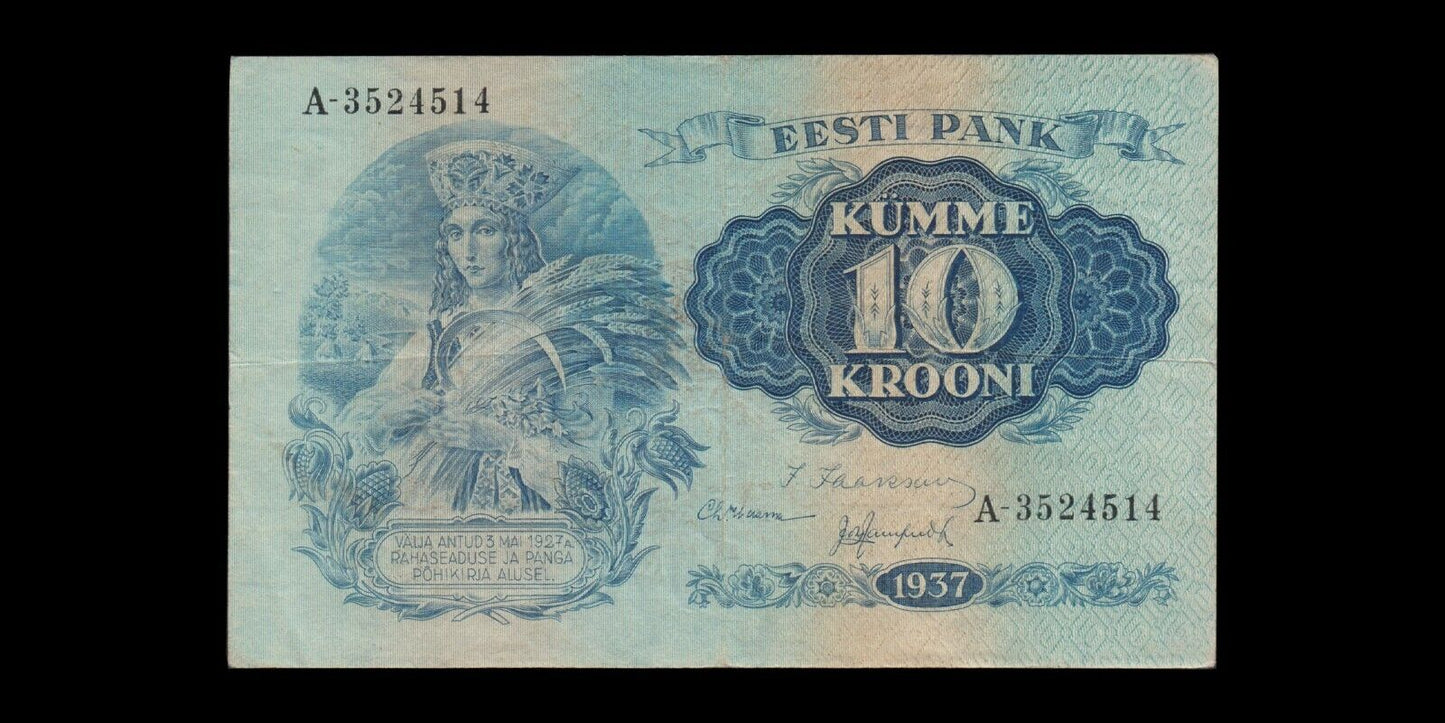 A-3524514
EESTI PANK
KÜMME
10
KROONI
A-3524514
VÄLJA ANTUD 3 MAI 1927 A.
RAHASEADUSE JA PANGA
PÕHIKIRJA ALUSEL.
1937